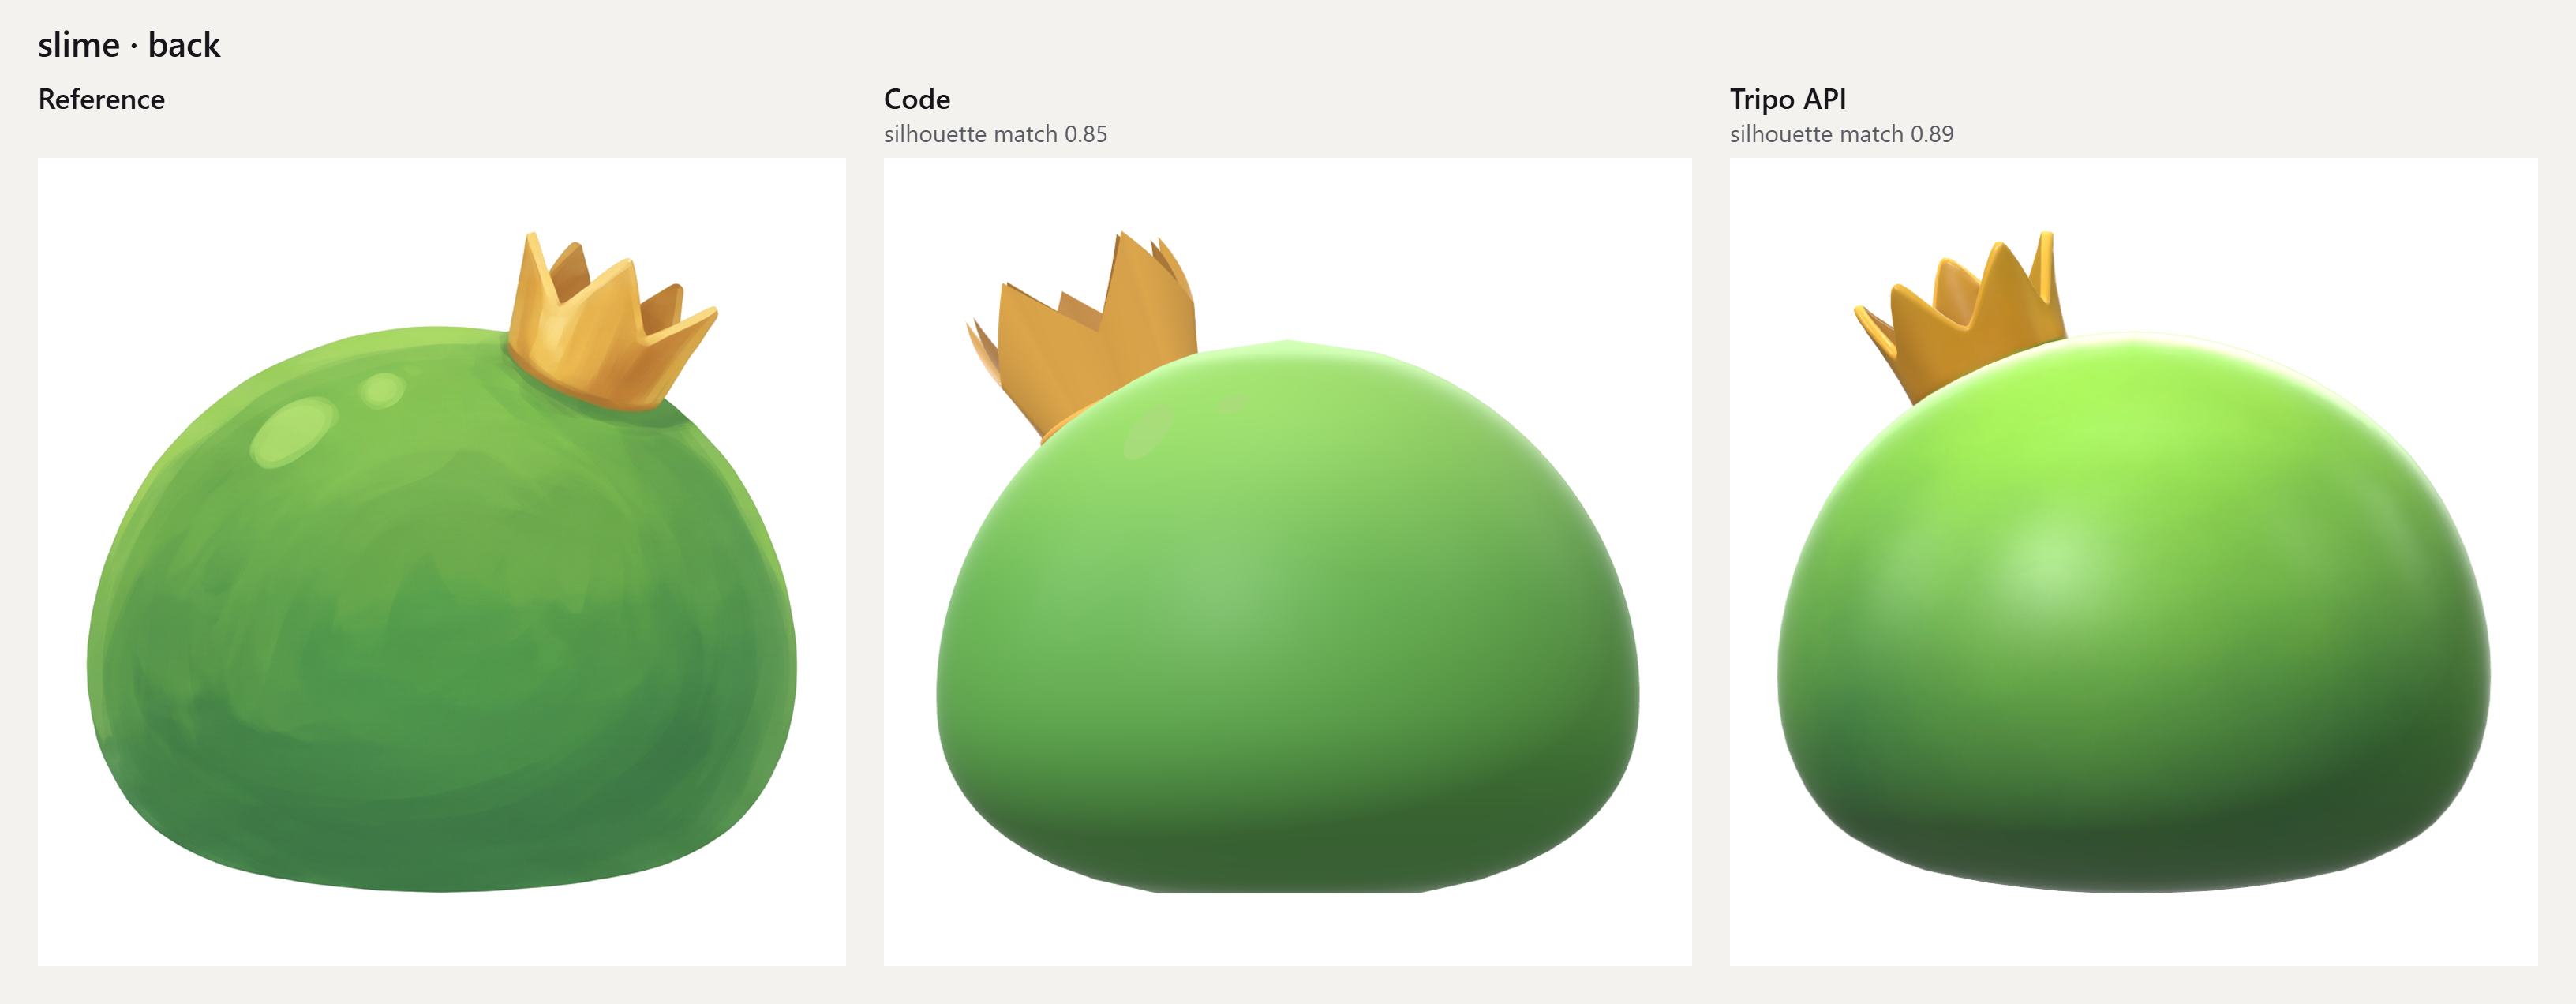 slime · back
Reference
Code
silhouette match 0.85
Tripo API
silhouette match 0.89